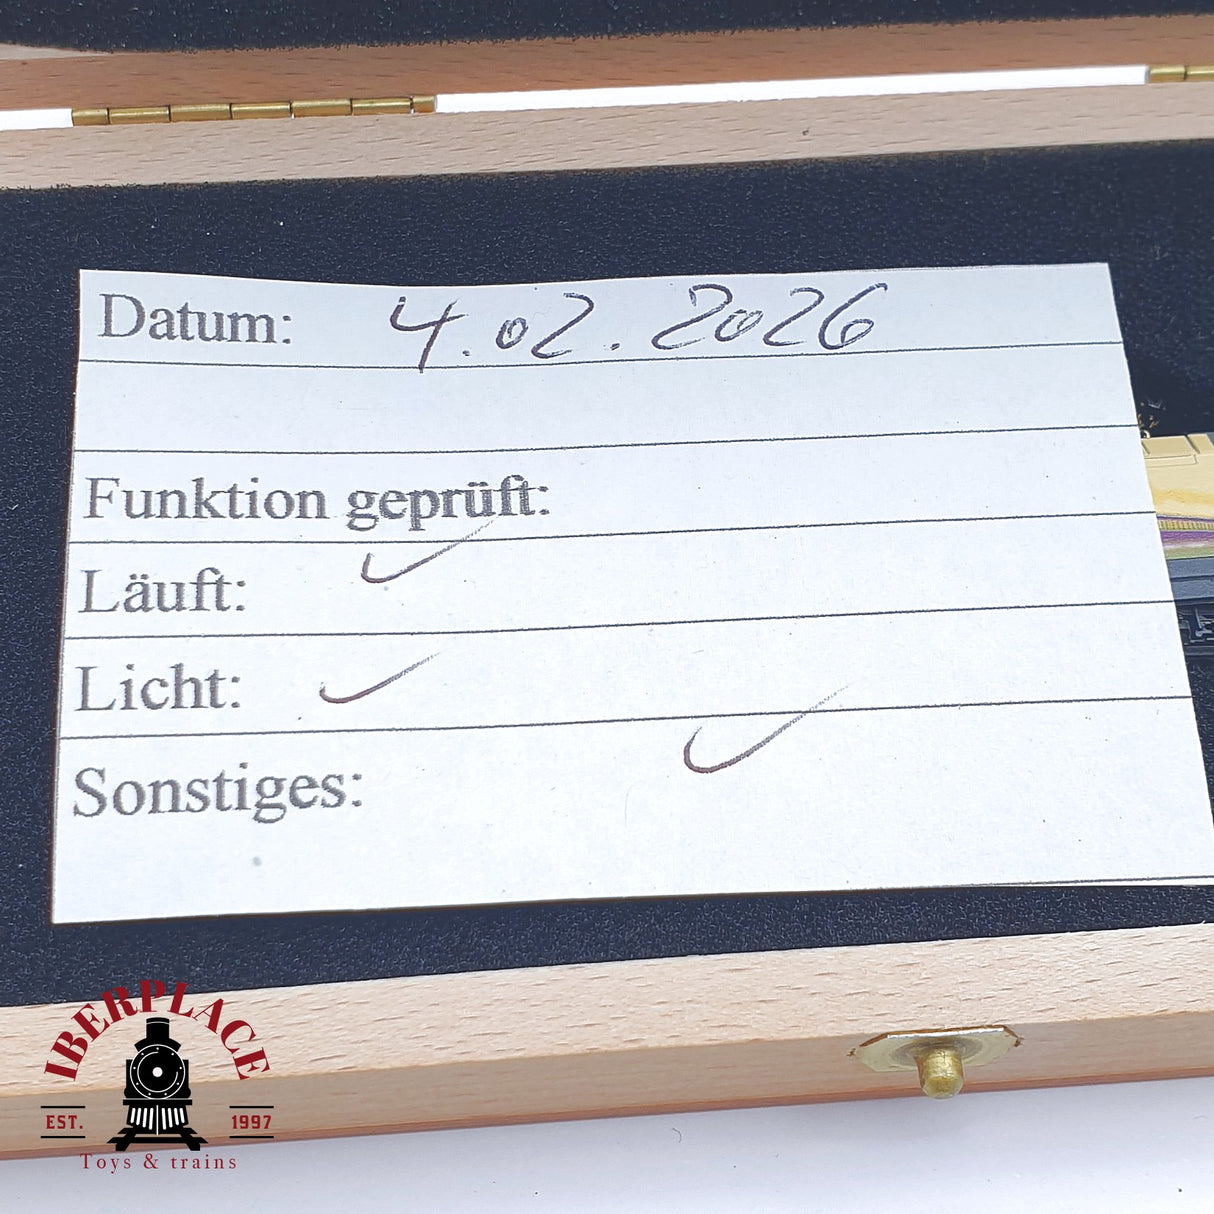 Datum: 4.02.2026
Funktion geprüft:
Läuft: ✓
Licht: ✓
Sonstiges: ✓
IBERPLACE
EST. 1997
Toys & trains